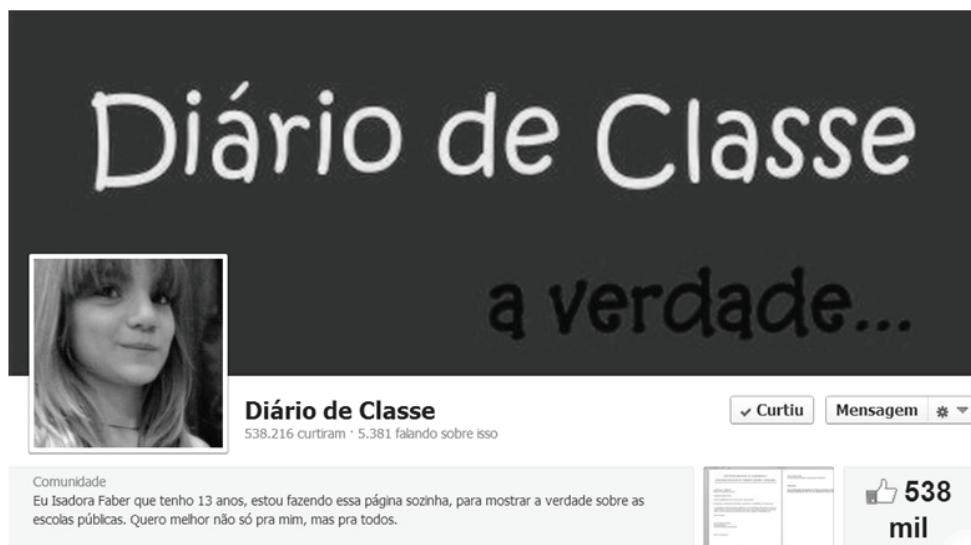 Diário de Classe
a verdade...
Diário de Classe
538.216 curtiram · 5.381 falando sobre isso
Curtiu
Mensagem
Comunidade
Eu Isadora Faber que tenho 13 anos, estou fazendo essa página sozinha, para mostrar a verdade sobre as
escolas públicas. Quero melhor não só pra mim, mas pra todos.
538
mil